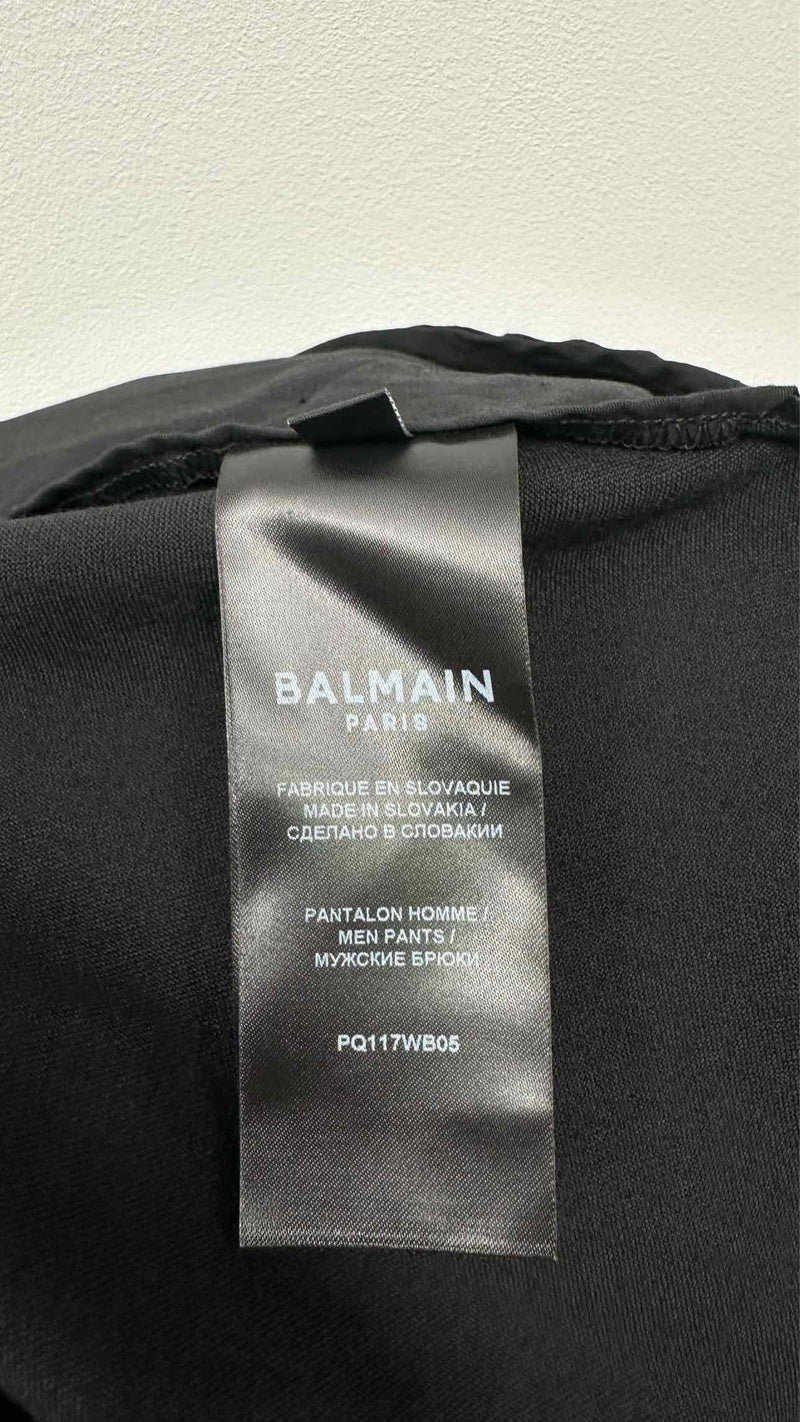 BALMAIN
PARIS
FABRIQUE EN SLOVAQUIE
MADE IN SLOVAKIA /
СДЕЛАНО В СЛОВАКИИ
PANTALON HOMME /
MEN PANTS /
МУЖСКИЕ БРЮКИ
PQ117WB05